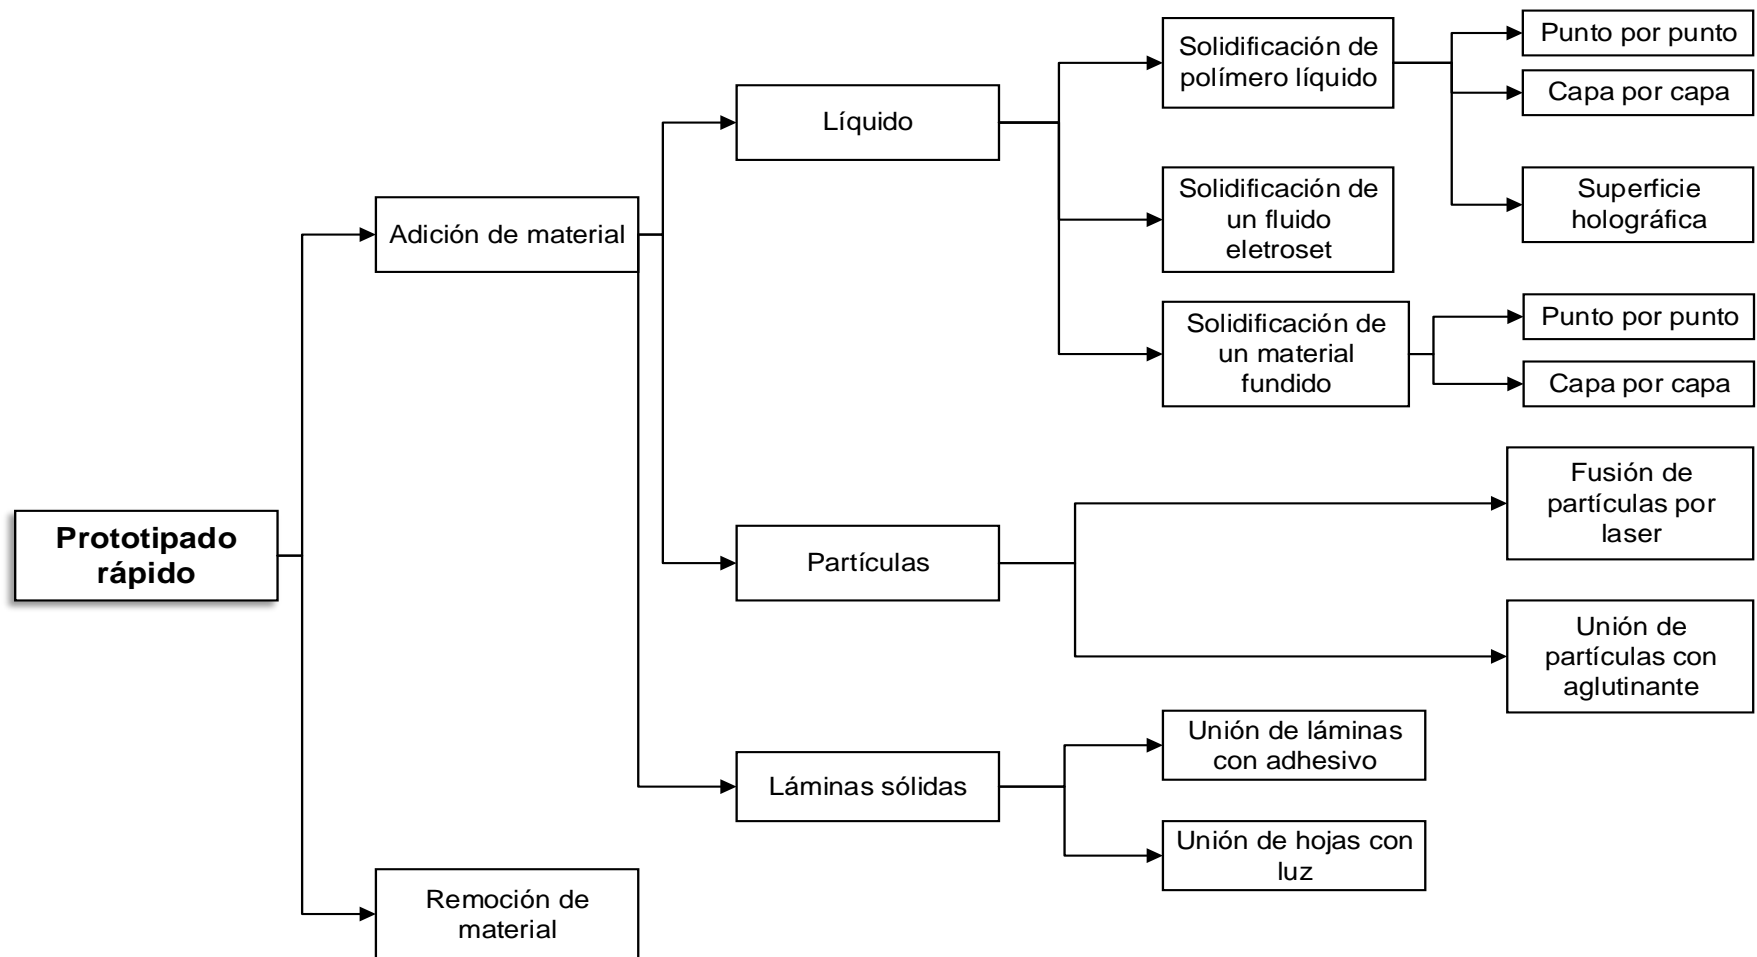 Prototipado
rápido
Adición de material
Remoción de
material
Líquido
Partículas
Láminas sólidas
Solidificación de
polímero líquido
Solidificación de
un fluido
eletroset
Solidificación de
un material
fundido
Unión de láminas
con adhesivo
Unión de hojas con
luz
Punto por punto
Capa por capa
Superficie
holográfica
Punto por punto
Capa por capa
Fusión de
partículas por
laser
Unión de
partículas con
aglutinante